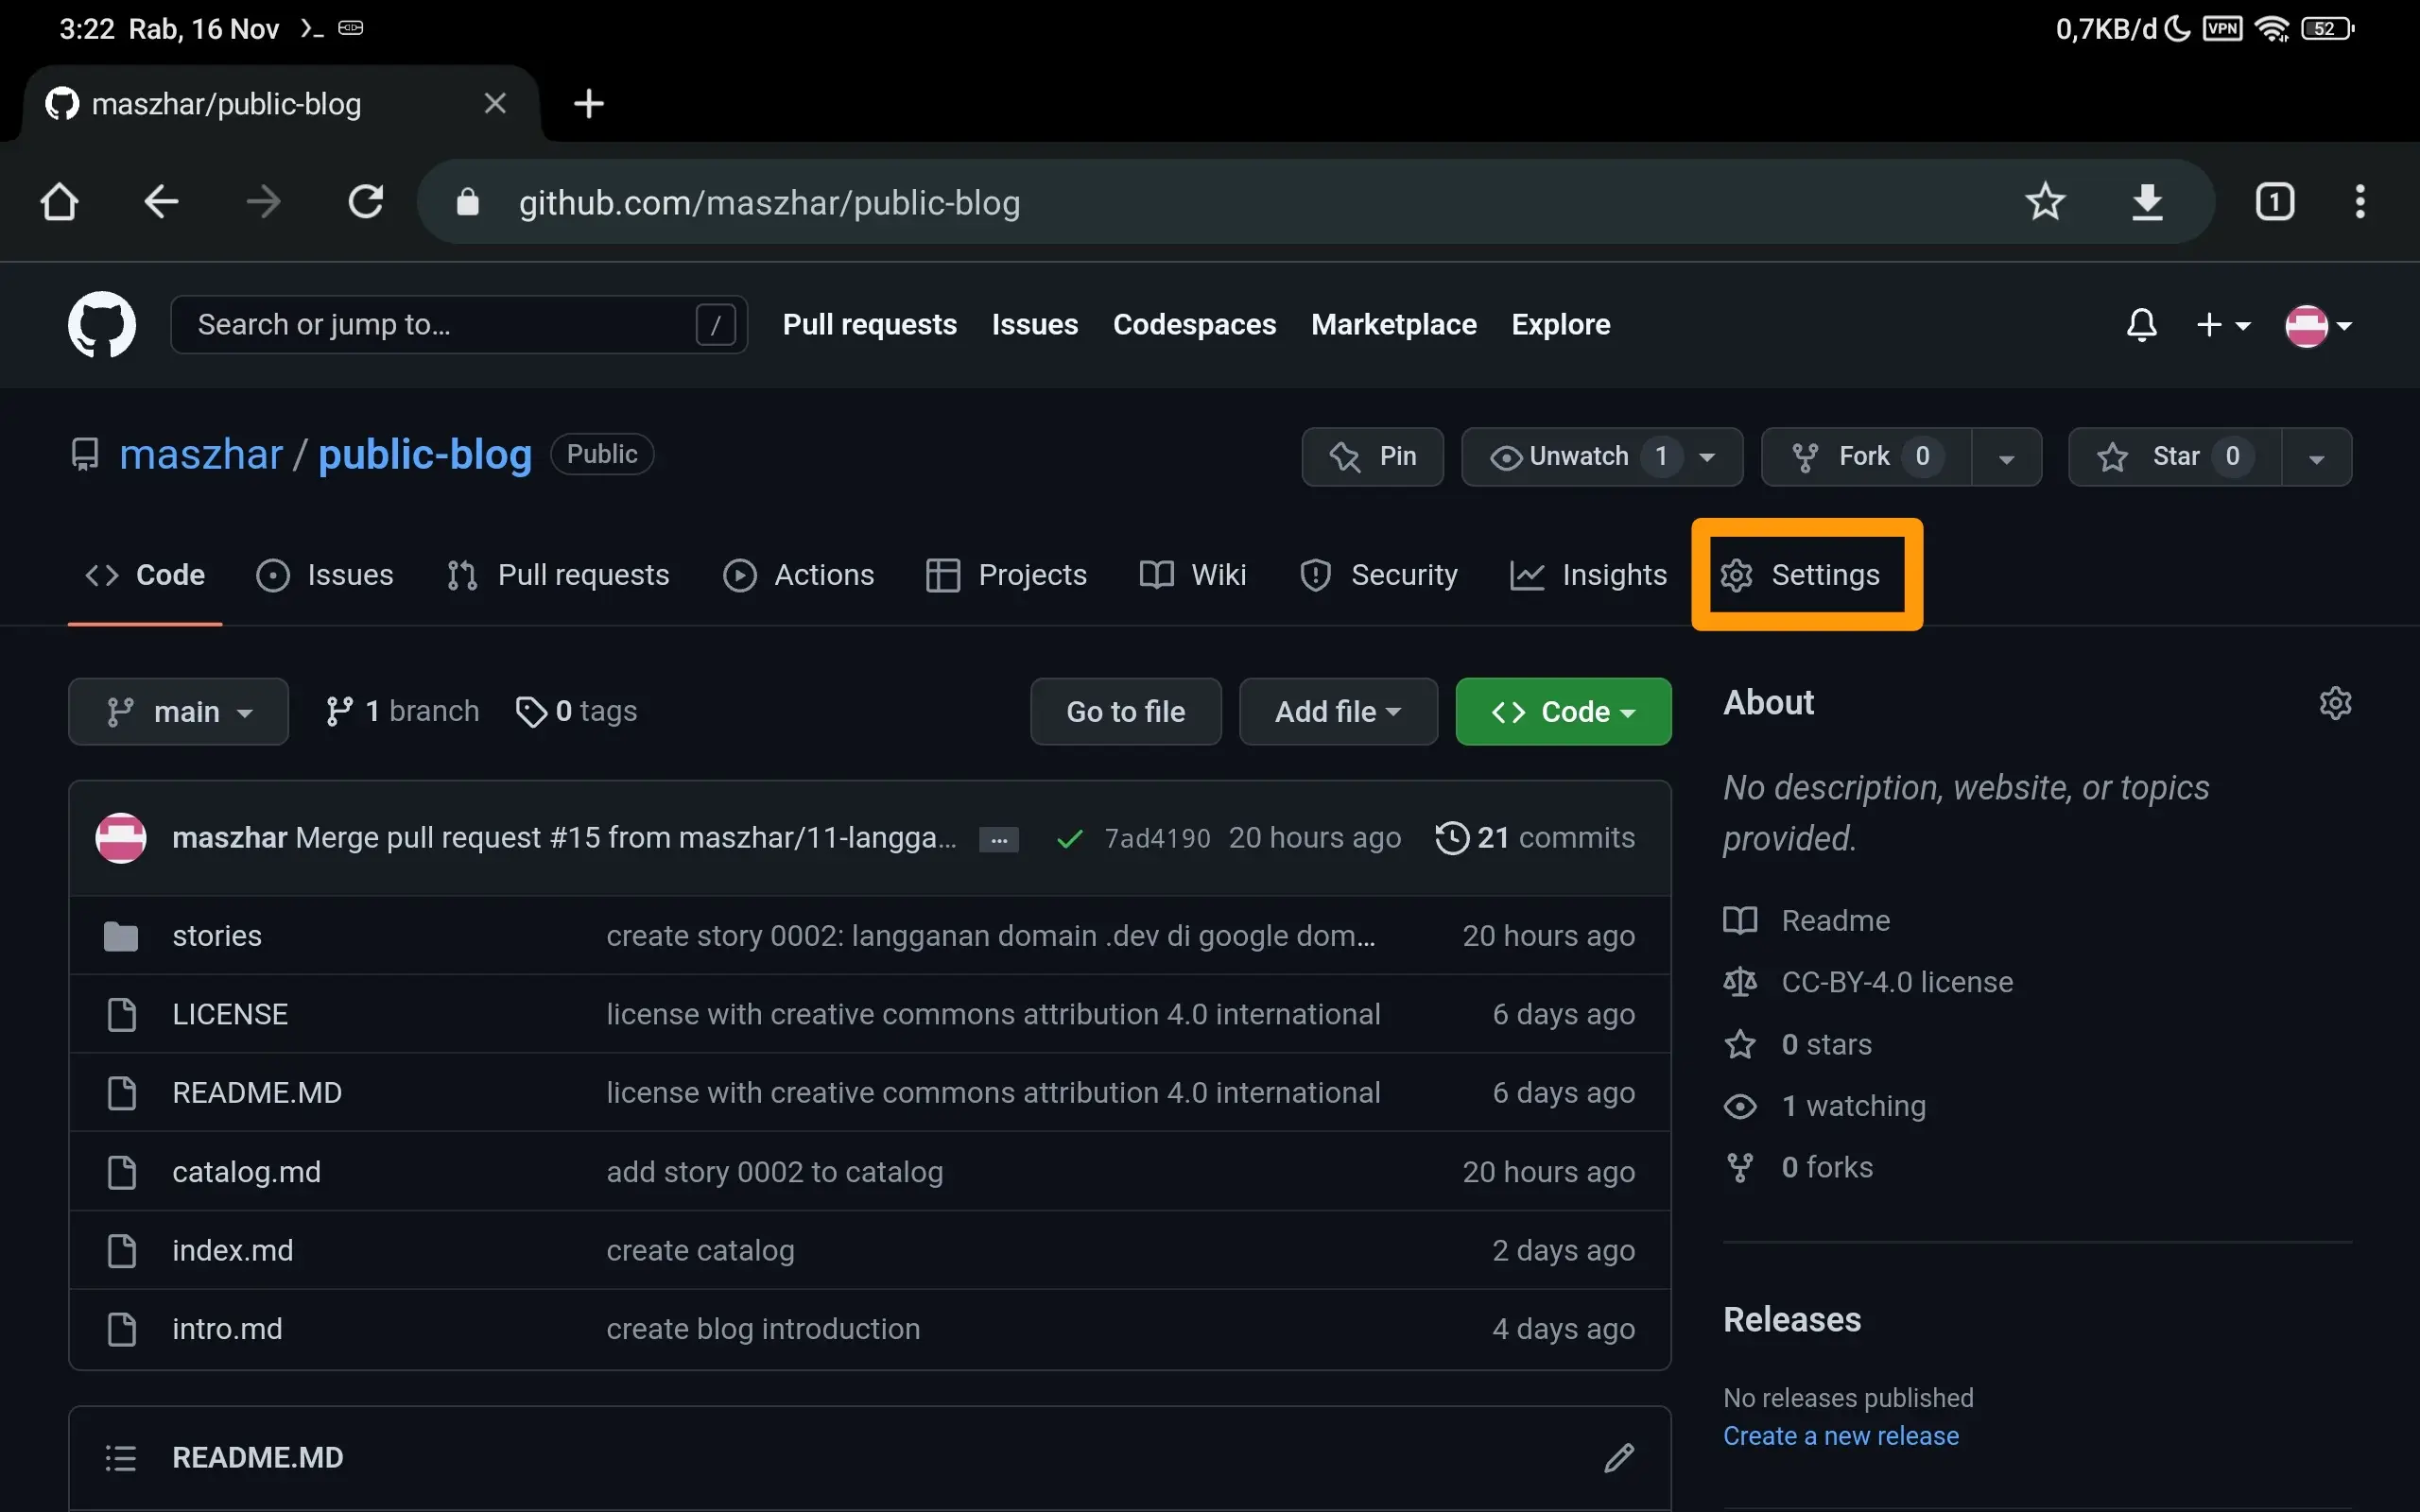 3:22 Rab, 16 Nov
0,7KB/d VPN 52
maszhar/public-blog
github.com/maszhar/public-blog
1
Search or jump to... /
Pull requests Issues Codespaces Marketplace Explore
maszhar / public-blog Public
Pin Unwatch 1 Fork 0 Star 0
Code Issues Pull requests Actions Projects Wiki Security Insights Settings
main 1 branch 0 tags Go to file Add file Code
maszhar Merge pull request #15 from maszhar/11-langga... ... 7ad4190 20 hours ago 21 commits
stories create story 0002: langganan domain .dev di google dom... 20 hours ago
LICENSE license with creative commons attribution 4.0 international 6 days ago
README.MD license with creative commons attribution 4.0 international 6 days ago
catalog.md add story 0002 to catalog 20 hours ago
index.md create catalog 2 days ago
intro.md create blog introduction 4 days ago
README.MD
About
No description, website, or topics
provided.
Readme
CC-BY-4.0 license
0 stars
1 watching
0 forks
Releases
No releases published
Create a new release